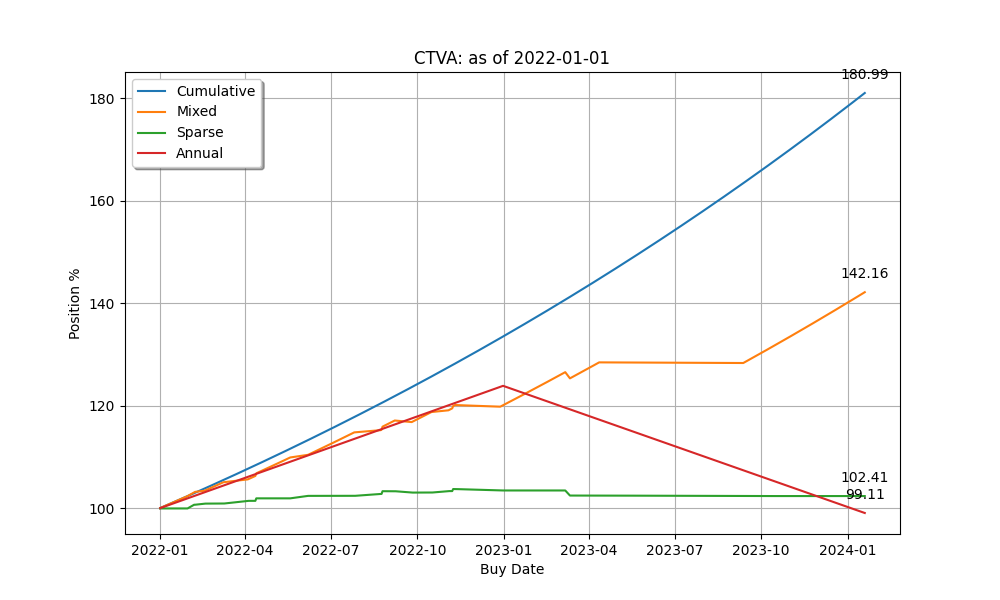 CTVA: as of 2022-01-01
180.99
Cumulative
Mixed
Sparse
Annual
180
160
140
120
100
142.16
102.41
99.11
Position %
2022-01 2022-04 2022-07 2022-10 2023-01 2023-04 2023-07 2023-10 2024-01
Buy Date